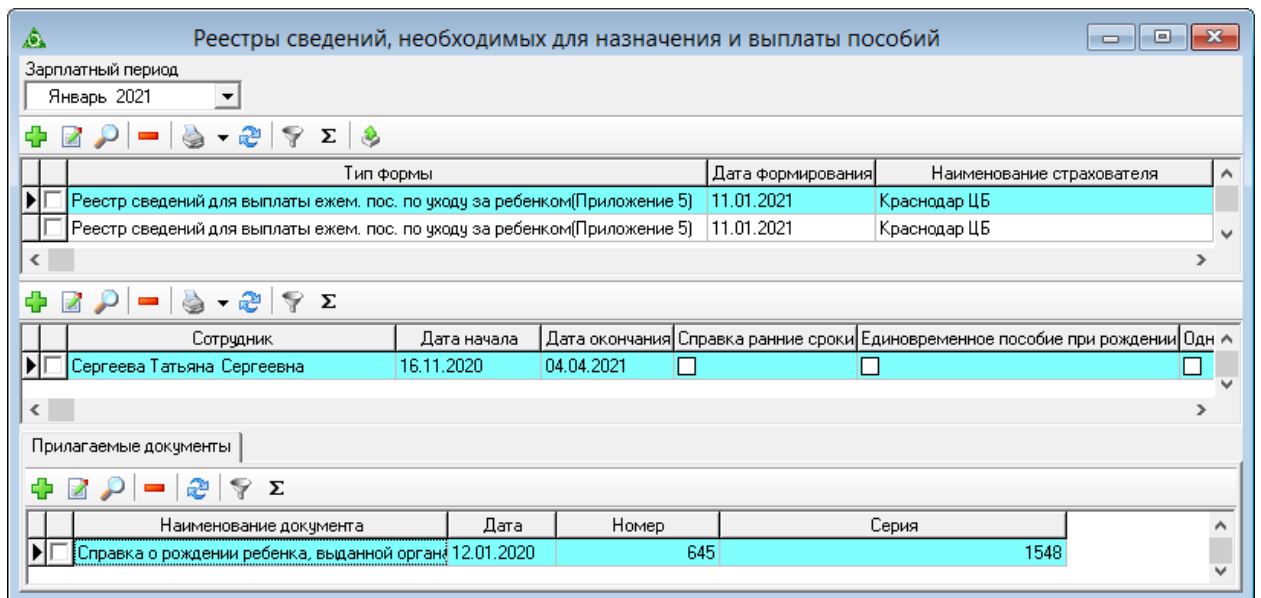 Реестры сведений, необходимых для назначения и выплаты пособий
Зарплатный период
Январь 2021
Σ
Тип формы Дата формирования Наименование страхователя
Реестр сведений для выплаты ежем. пос. по уходу за ребенком(Приложение 5) 11.01.2021 Краснодар ЦБ
Реестр сведений для выплаты ежем. пос. по уходу за ребенком(Приложение 5) 11.01.2021 Краснодар ЦБ
Σ
Сотрудник Дата начала Дата окончания Справка ранние сроки Единовременное пособие при рождении Одн
Сергеева Татьяна Сергеевна 16.11.2020 04.04.2021
Прилагаемые документы
Σ
Наименование документа Дата Номер Серия
Справка о рождении ребенка, выданной органа 12.01.2020 645 1548